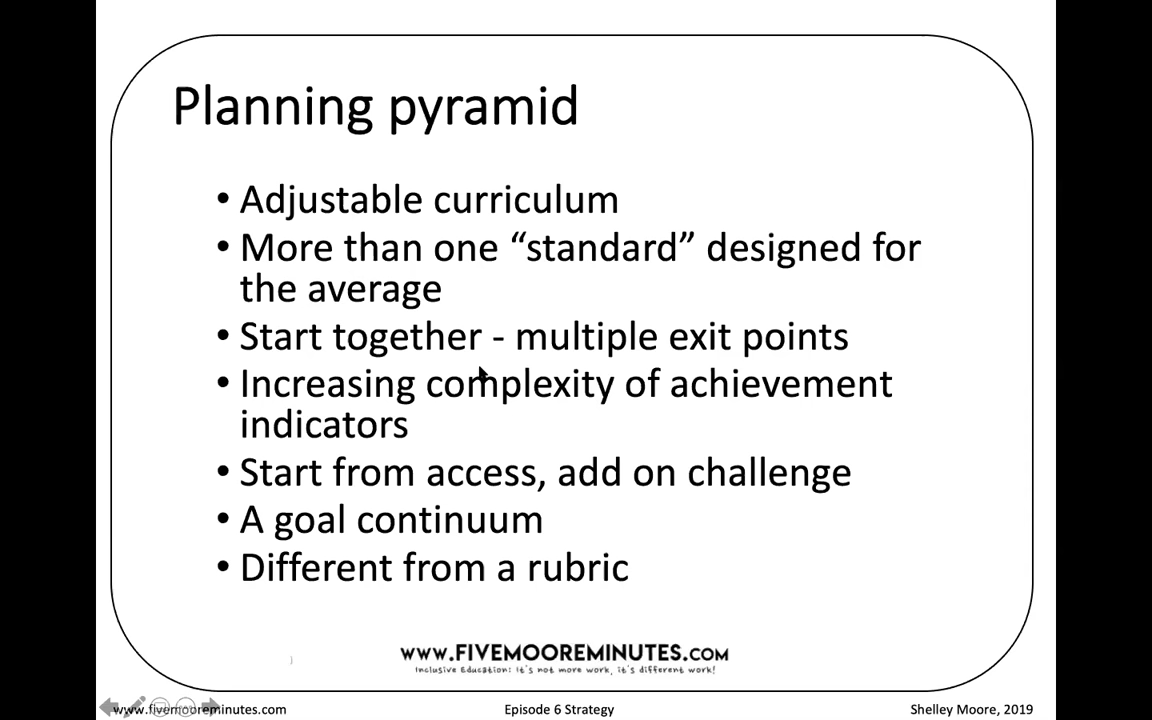 Planning pyramid
• Adjustable curriculum
• More than one “standard” designed for
the average
• Start together - multiple exit points
• Increasing complexity of achievement
indicators
• Start from access, add on challenge
• A goal continuum
• Different from a rubric
WWW.FIVEMOOREMINUTES.COM
Inclusive Education: it's not more work, it's different work!
www.fivemooreminutes.com
Episode 6 Strategy
Shelley Moore, 2019